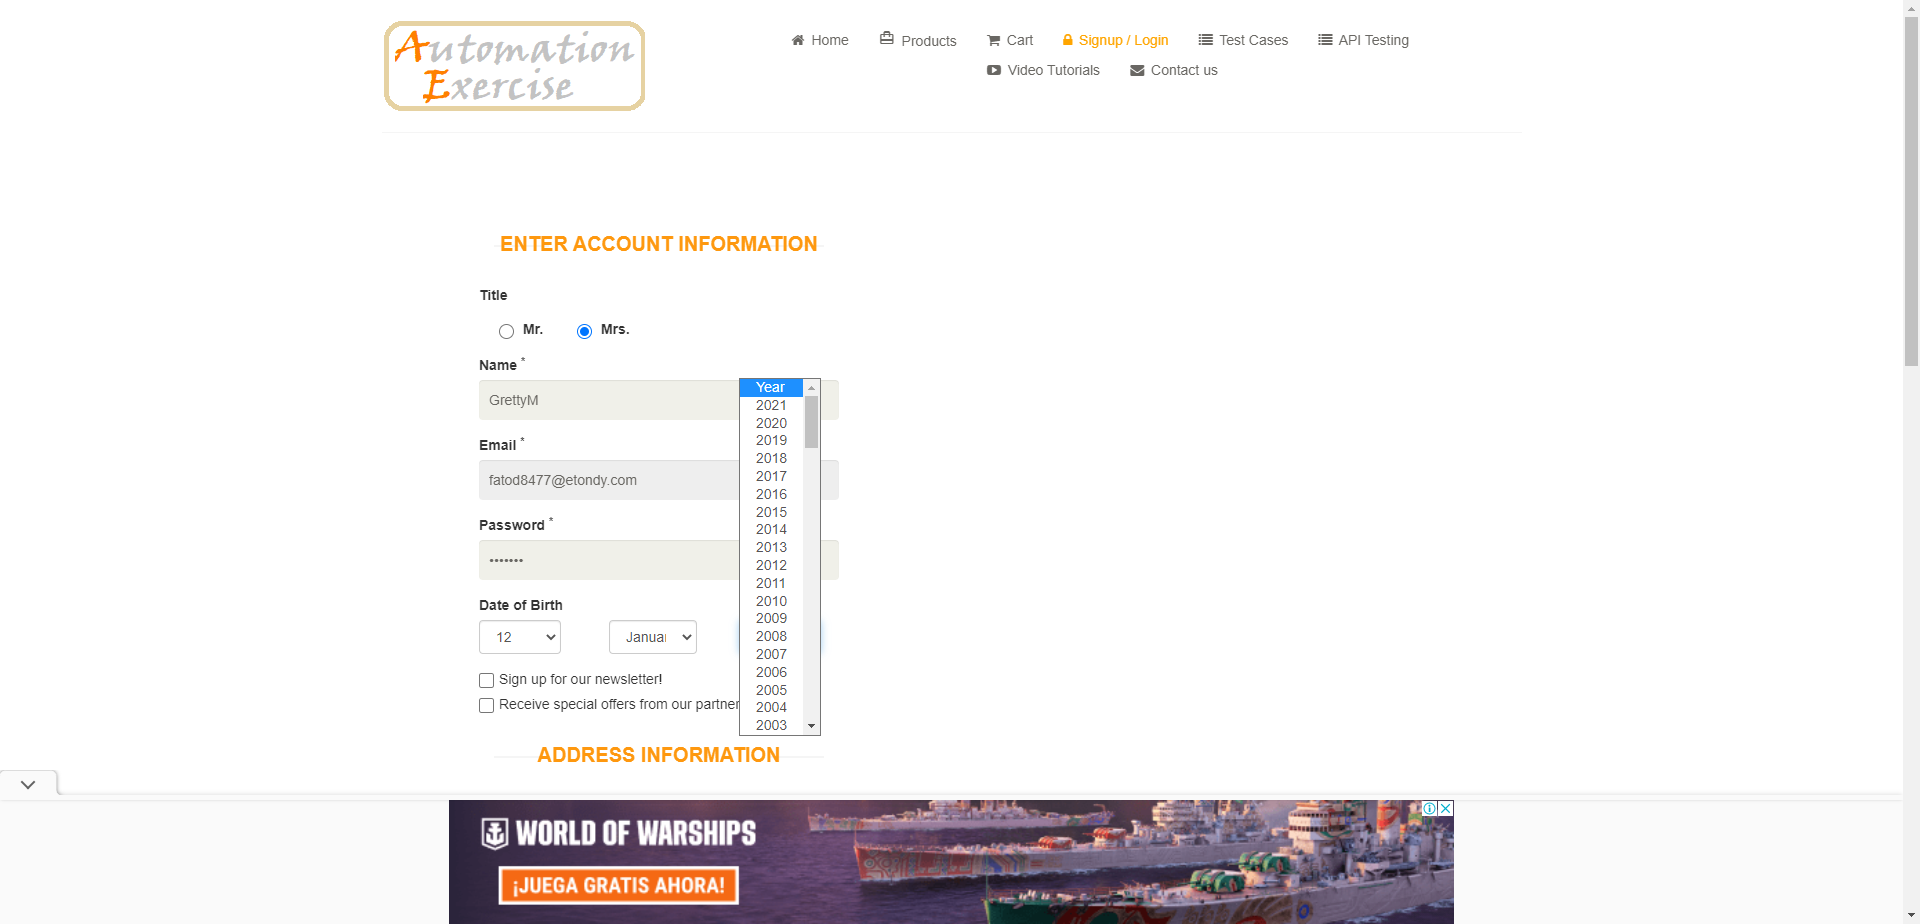 Automation
Exercise
Home
Products
Cart
Signup / Login
Test Cases
API Testing
Video Tutorials
Contact us
ENTER ACCOUNT INFORMATION
Title
Mr.
Mrs.
Name *
GrettyM
Email *
fatod8477@etondy.com
Password *
•••••••
Date of Birth
12
Januar
Year
2021
2020
2019
2018
2017
2016
2015
2014
2013
2012
2011
2010
2009
2008
2007
2006
2005
2004
2003
Sign up for our newsletter!
Receive special offers from our partner
ADDRESS INFORMATION
WORLD OF WARSHIPS
¡JUEGA GRATIS AHORA!